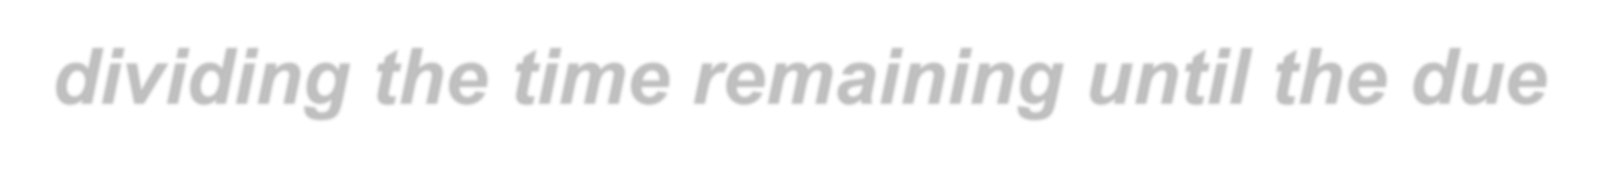 dividing the time remaining until the due